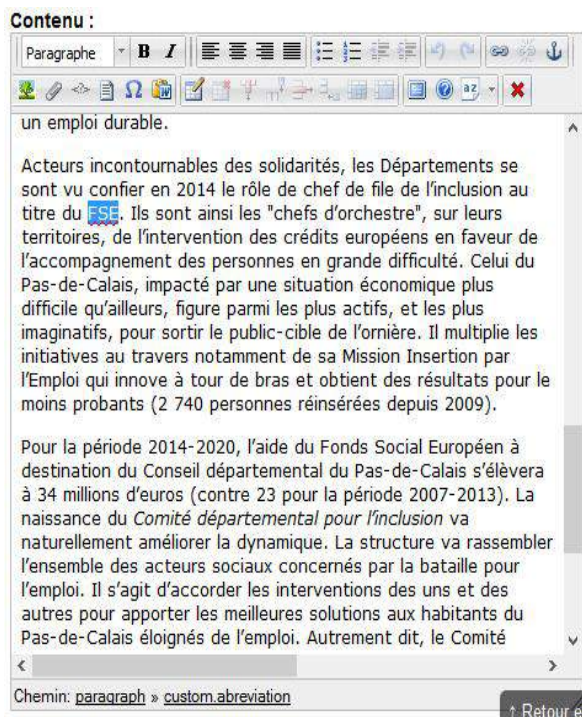 Contenu :
Paragraphe
un emploi durable.
Acteurs incontournables des solidarités, les Départements se
sont vu confier en 2014 le rôle de chef de file de l’inclusion au
titre du FSE. Ils sont ainsi les "chefs d’orchestre", sur leurs
territoires, de l’intervention des crédits européens en faveur de
l’accompagnement des personnes en grande difficulté. Celui du
Pas-de-Calais, impacté par une situation économique plus
difficile qu’ailleurs, figure parmi les plus actifs, et les plus
imaginatifs, pour sortir le public-cible de l’ornière. Il multiplie les
initiatives au travers notamment de sa Mission Insertion par
l’Emploi qui innove à tour de bras et obtient des résultats pour le
moins probants (2 740 personnes réinsérées depuis 2009).
Pour la période 2014-2020, l’aide du Fonds Social Européen à
destination du Conseil départemental du Pas-de-Calais s’élèvera
à 34 millions d’euros (contre 23 pour la période 2007-2013). La
naissance du Comité départemental pour l’inclusion va
naturellement améliorer la dynamique. La structure va rassembler
l’ensemble des acteurs sociaux concernés par la bataille pour
l’emploi. Il s’agit d’accorder les interventions des uns et des
autres pour apporter les meilleures solutions aux habitants du
Pas-de-Calais éloignés de l’emploi. Autrement dit, le Comité
Chemin: paragraph » custom.abreviation
↑ Retour e